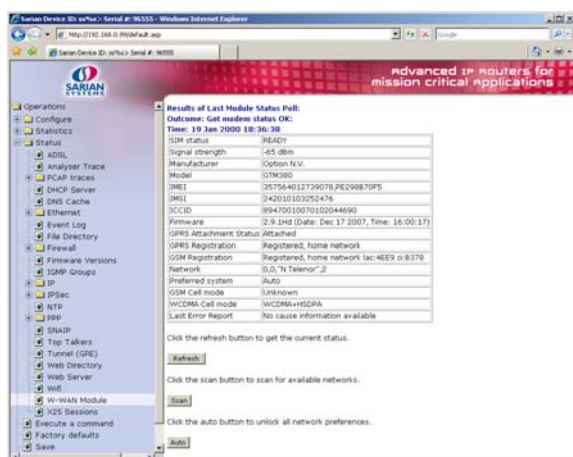 Sarian Device ID: ss%s> Serial #: 96555 - Windows Internet Explorer
http://192.168.0.99/default.asp
Google
Sarian Device ID: ss%s> Serial #: 96555
SARIAN
SYSTEMS
Advanced IP Routers for
mission critical Applications
Operations
Configure
Statistics
Status
ADSL
Analyser Trace
PCAP traces
DHCP Server
DNS Cache
Ethernet
Event Log
File Directory
Firewall
Firmware Versions
IGMP Groups
IP
IPSec
NTP
PPP
SNAIP
Top Talkers
Tunnel (GRE)
Web Directory
Web Server
Wifi
W-WAN Module
X25 Sessions
Execute a command
Factory defaults
Save
Results of Last Module Status Poll:
Outcome: Got modem status OK:
Time: 19 Jan 2000 18:36:38
SIM status READY
Signal strength -65 dBm
Manufacturer Option N.V.
Model GTM380
IMEI 357564012739078,PE298B70F5
IMSI 242010103252476
ICCID 89470010070102044690
Firmware 2.9.1Hd (Date: Dec 17 2007, Time: 16:00:17)
GPRS Attachment Status Attached
GPRS Registration Registered, home network
GSM Registration Registered, home network lac:4EE9 ci:B378
Network 0,0,"N Telenor",2
Preferred system Auto
GSM Cell mode Unknown
WCDMA Cell mode WCDMA+HSDPA
Last Error Report No cause information available
Click the refresh button to get the current status.
Refresh
Click the scan button to scan for available networks.
Scan
Click the auto button to unlock all network preferences.
Auto